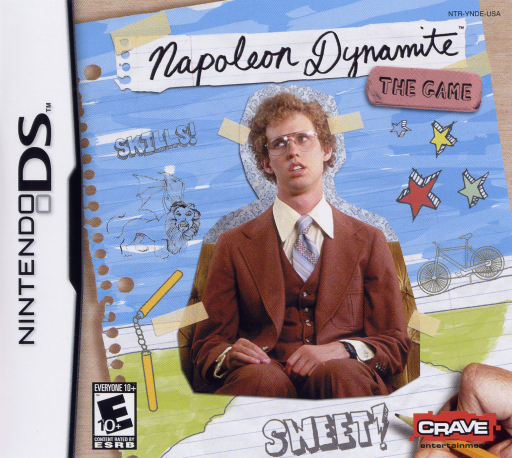 NTR-YNDE-USA
Napoleon Dynamite™
THE GAME
NINTENDO DS™
SKILLS!
SWEET!
EVERYONE 10+
E
10+
CONTENT RATED BY
ESRB
CRAVE
entertainment